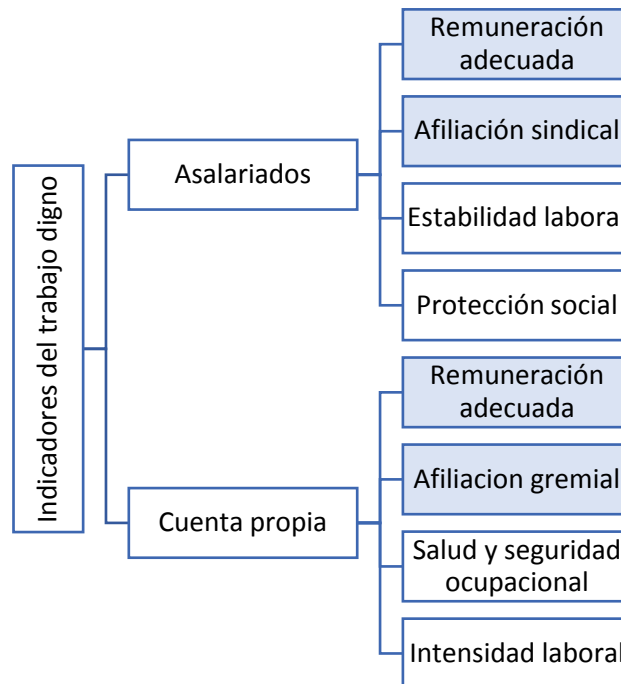 Indicadores del trabajo digno
Asalariados
Remuneración
adecuada
Afiliación sindical
Estabilidad labora
Protección social
Cuenta propia
Remuneración
adecuada
Afiliacion gremial
Salud y seguridad
ocupacional
Intensidad laboral